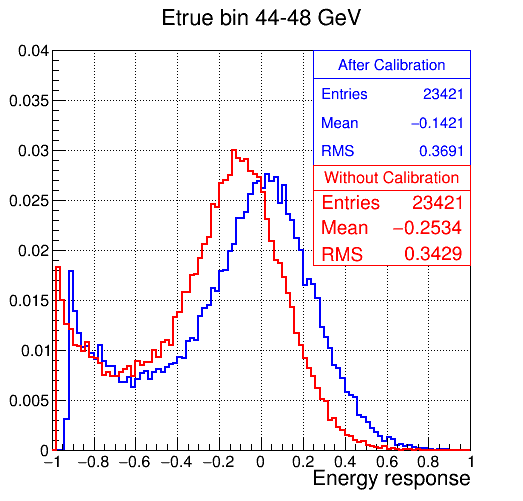 Etrue bin 44-48 GeV
After Calibration
Entries 23421
Mean −0.1421
RMS 0.3691
Without Calibration
Entries 23421
Mean −0.2534
RMS 0.3429
0.04
0.035
0.03
0.025
0.02
0.015
0.01
0.005
0
−1 −0.8 −0.6 −0.4 −0.2 0 0.2 0.4 0.6 0.8 1
Energy response